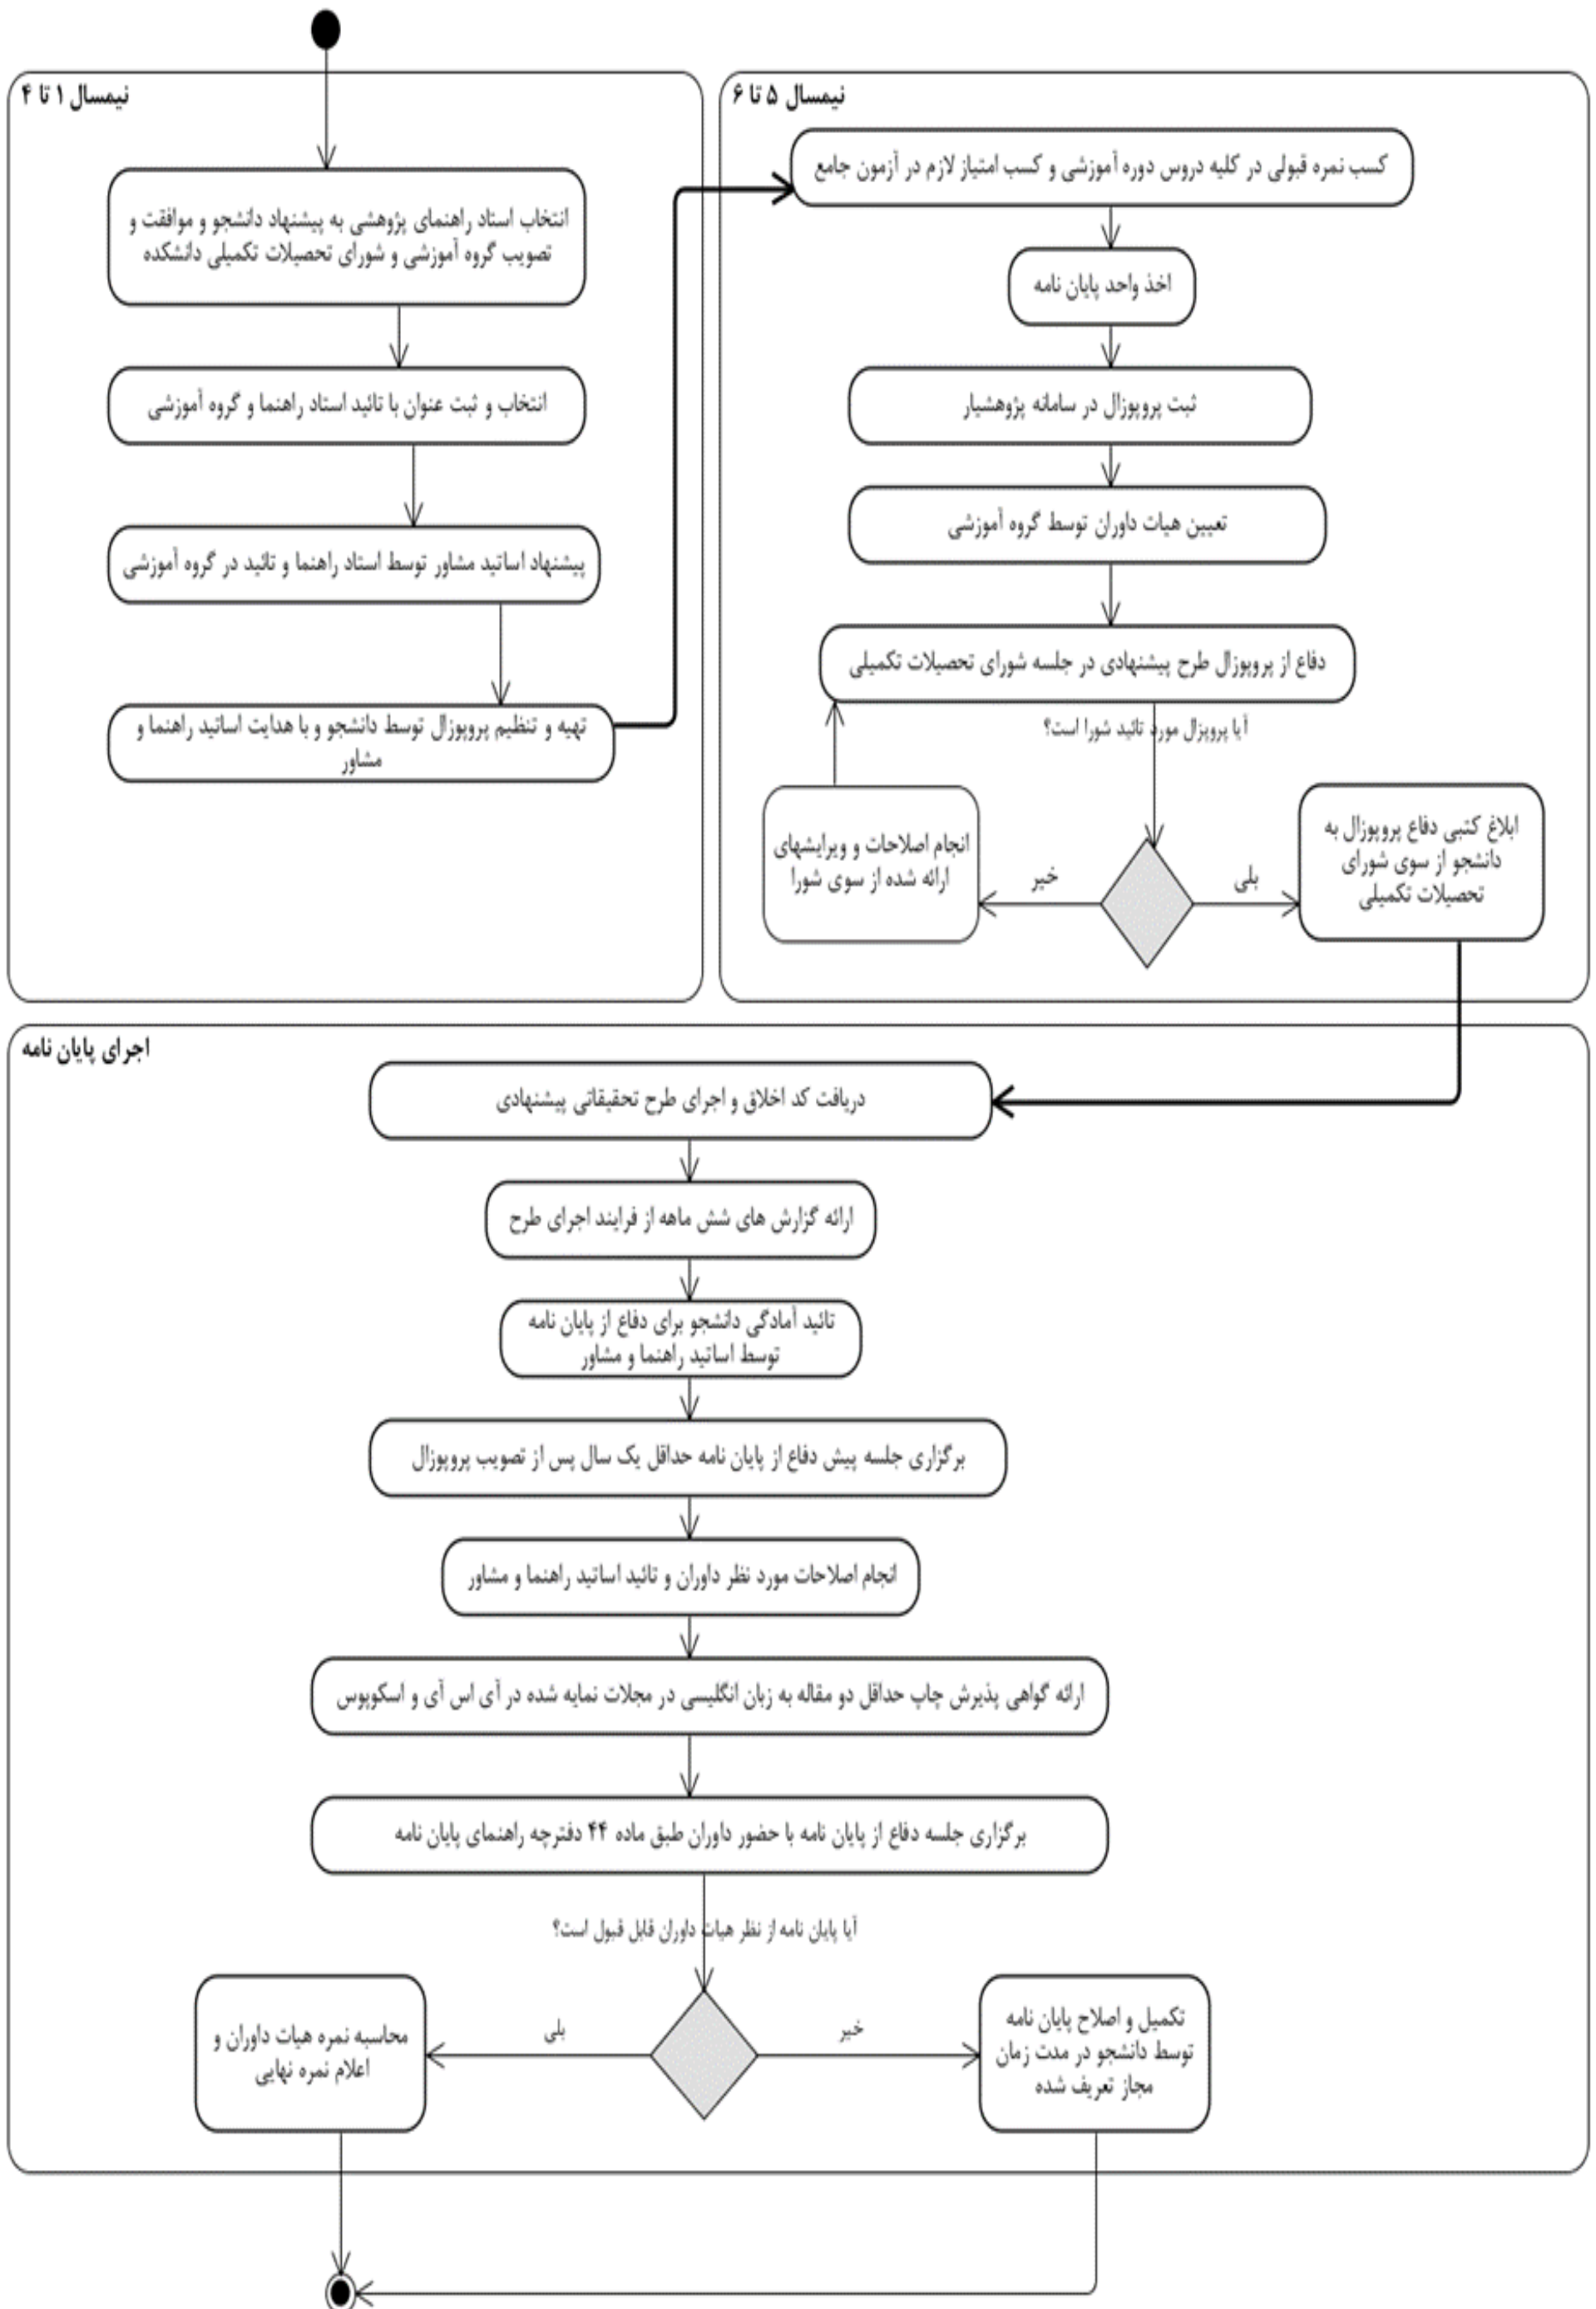 نیمسال ۱ تا ۴
انتخاب استاد راهنمای پژوهشی به پیشنهاد دانشجو و موافقت و
تصویب گروه آموزشی و شورای تحصیلات تکمیلی دانشکده
انتخاب و ثبت عنوان با تائید استاد راهنما و گروه آموزشی
پیشنهاد اساتید مشاور توسط استاد راهنما و تائید در گروه آموزشی
تهیه و تنظیم پروپوزال توسط دانشجو و با هدایت اساتید راهنما و
مشاور
نیمسال ۵ تا ۶
کسب نمره قبولی در کلیه دروس دوره آموزشی و کسب امتیاز لازم در آزمون جامع
اخذ واحد پایان نامه
ثبت پروپوزال در سامانه پژوهشیار
تعیین هیات داوران توسط گروه آموزشی
دفاع از پروپوزال طرح پیشنهادی در جلسه شورای تحصیلات تکمیلی
آیا پروپزال مورد تائید شورا است؟
خیر
انجام اصلاحات و ویرایشهای
ارائه شده از سوی شورا
بلی
ابلاغ کتبی دفاع پروپوزال به
دانشجو از سوی شورای
تحصیلات تکمیلی
اجرای پایان نامه
دریافت کد اخلاق و اجرای طرح تحقیقاتی پیشنهادی
ارائه گزارش های شش ماهه از فرایند اجرای طرح
تائید آمادگی دانشجو برای دفاع از پایان نامه
توسط اساتید راهنما و مشاور
برگزاری جلسه پیش دفاع از پایان نامه حداقل یک سال پس از تصویب پروپوزال
انجام اصلاحات مورد نظر داوران و تائید اساتید راهنما و مشاور
ارائه گواهی پذیرش چاپ حداقل دو مقاله به زبان انگلیسی در مجلات نمایه شده در آی اس آی و اسکوپوس
برگزاری جلسه دفاع از پایان نامه با حضور داوران طبق ماده ۴۴ دفترچه راهنمای پایان نامه
آیا پایان نامه از نظر هیات داوران قابل قبول است؟
خیر
تکمیل و اصلاح پایان نامه
توسط دانشجو در مدت زمان
مجاز تعریف شده
بلی
محاسبه نمره هیات داوران و
اعلام نمره نهایی